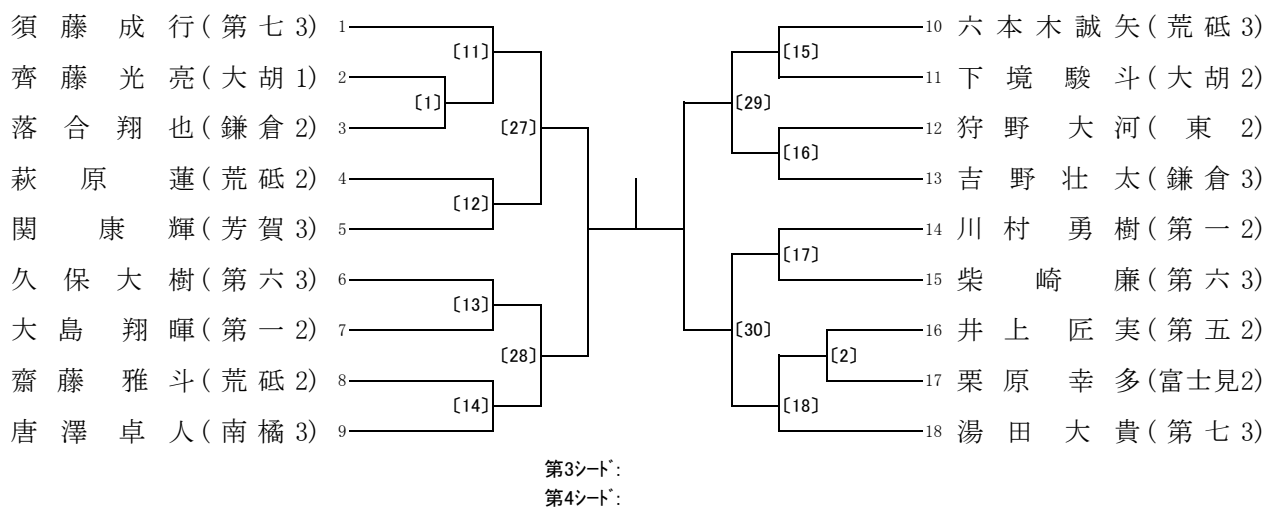 須藤成行(第七3) 1
〔11〕
齊藤光亮(大胡1) 2
〔1〕
落合翔也(鎌倉2) 3
〔27〕
萩原蓮(荒砥2) 4
〔12〕
関康輝(芳賀3) 5
久保大樹(第六3) 6
〔13〕
大島翔暉(第一2) 7
〔28〕
齋藤雅斗(荒砥2) 8
〔14〕
唐澤卓人(南橘3) 9
10 六本木誠矢(荒砥3)
〔15〕
11 下境駿斗(大胡2)
〔29〕
12 狩野大河(東2)
〔16〕
13 吉野壮太(鎌倉3)
14 川村勇樹(第一2)
〔17〕
15 柴崎廉(第六3)
〔30〕
16 井上匠実(第五2)
〔2〕
17 栗原幸多(富士見2)
〔18〕
18 湯田大貴(第七3)
第3シード:
第4シード: